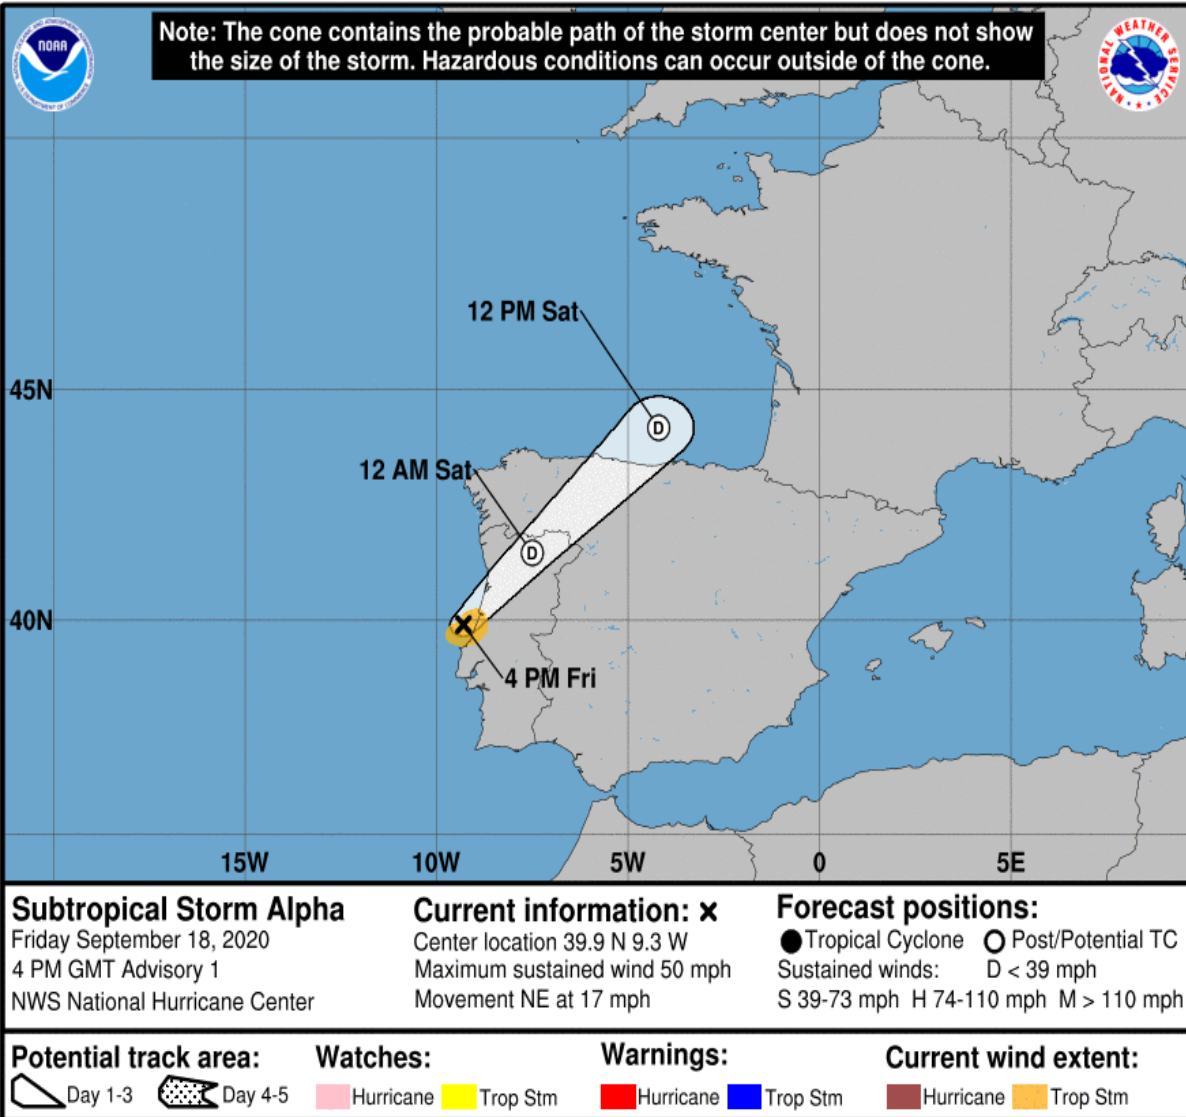 Note: The cone contains the probable path of the storm center but does not show
the size of the storm. Hazardous conditions can occur outside of the cone.
NOAA
NATIONAL WEATHER SERVICE
12 PM Sat
45N
D
12 AM Sat
D
40N
4 PM Fri
15W 10W 5W 0 5E
Subtropical Storm Alpha
Friday September 18, 2020
4 PM GMT Advisory 1
NWS National Hurricane Center
Current information: ×
Center location 39.9 N 9.3 W
Maximum sustained wind 50 mph
Movement NE at 17 mph
Forecast positions:
Tropical Cyclone Post/Potential TC
Sustained winds: D < 39 mph
S 39-73 mph H 74-110 mph M > 110 mph
Potential track area:
Day 1-3 Day 4-5
Watches:
Hurricane Trop Stm
Warnings:
Hurricane Trop Stm
Current wind extent:
Hurricane Trop Stm